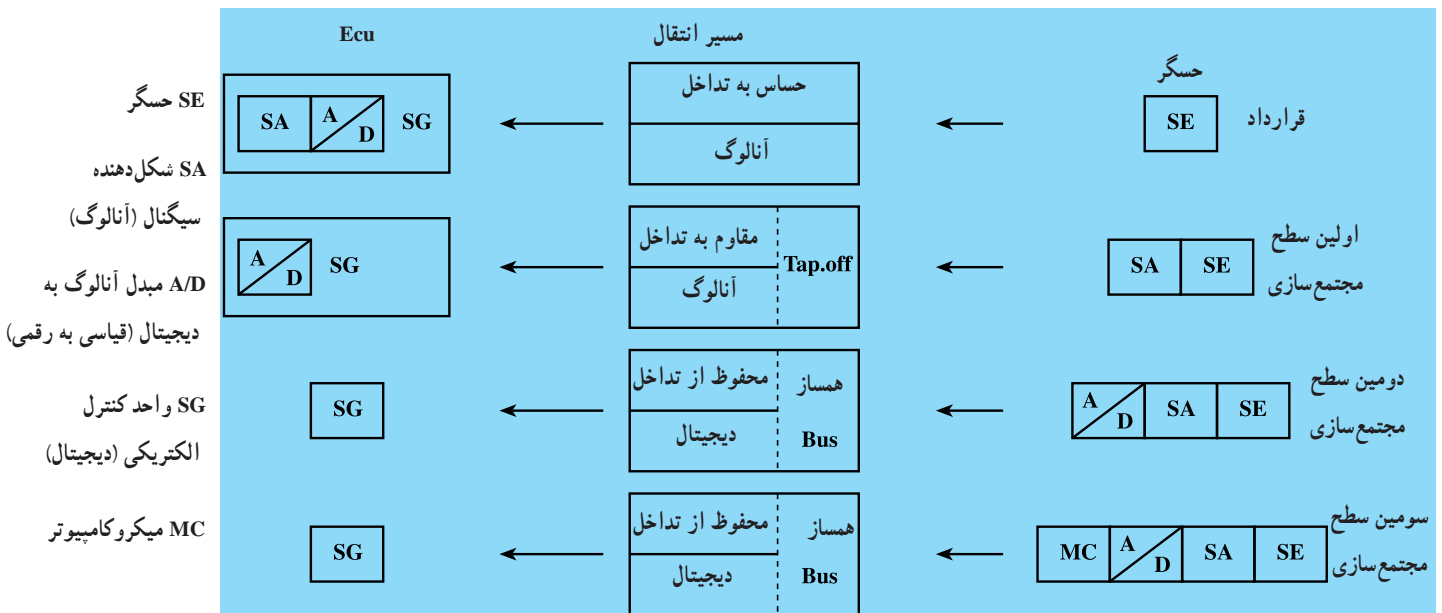 حسگر
مسیر انتقال
Ecu
قرارداد
SE
حساس به تداخل
آنالوگ
SA A D SG
اولین سطح
مجتمع‌سازی
SA SE
Tap.off
مقاوم به تداخل
آنالوگ
A D SG
دومین سطح
مجتمع‌سازی
A D SA SE
همساز
Bus
محفوظ از تداخل
دیجیتال
SG
سومین سطح
مجتمع‌سازی
MC A D SA SE
همساز
Bus
محفوظ از تداخل
دیجیتال
SG
SE حسگر
SA شکل‌دهنده
سیگنال (آنالوگ)
A/D مبدل آنالوگ به
دیجیتال (قیاسی به رقمی)
SG واحد کنترل
الکتریکی (دیجیتال)
MC میکروکامپیوتر